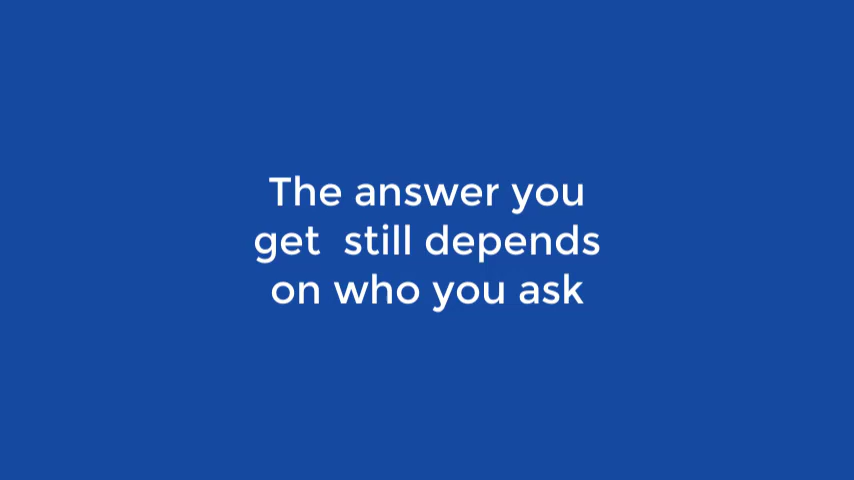 The answer you
get  still depends
on who you ask